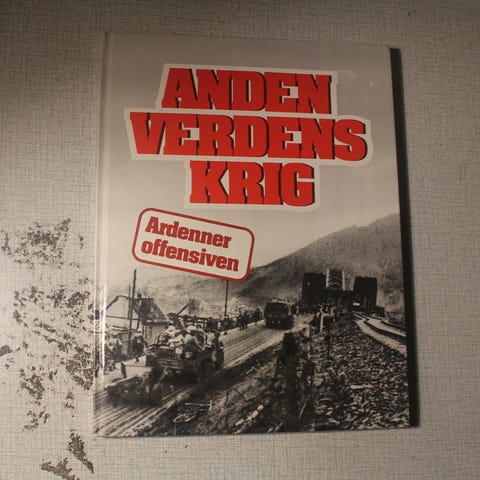 ANDEN
VERDENS
KRIG
Ardenner
offensiven